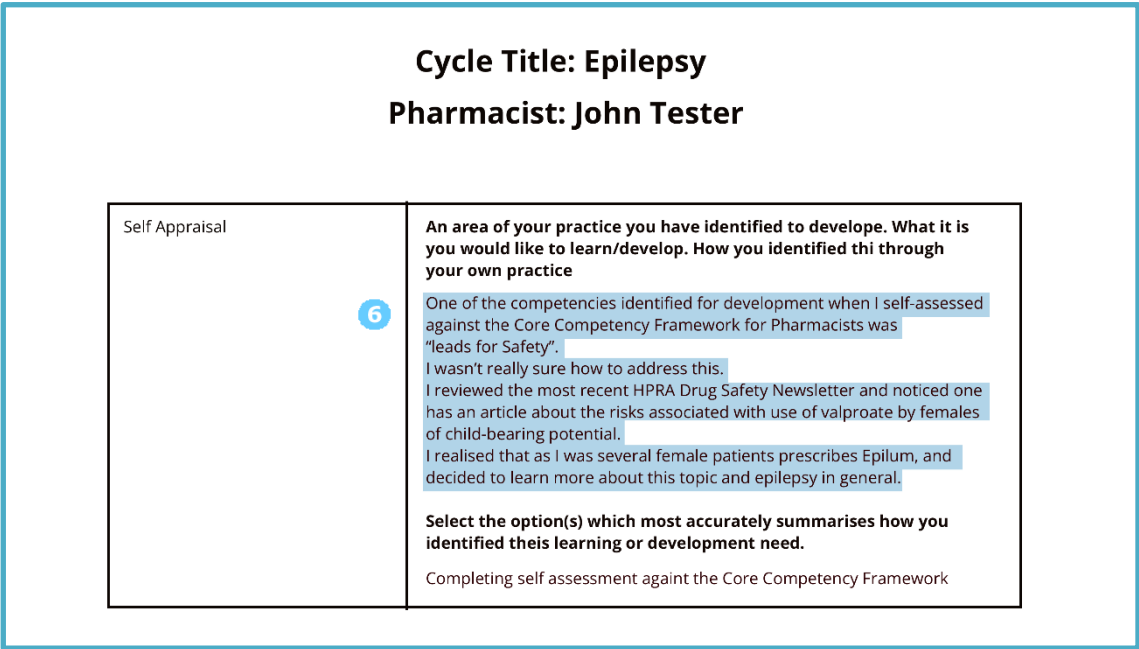 Cycle Title: Epilepsy
Pharmacist: John Tester
Self Appraisal
An area of your practice you have identified to develope. What it is
you would like to learn/develop. How you identified thi through
your own practice
6
One of the competencies identified for development when I self-assessed
against the Core Competency Framework for Pharmacists was
“leads for Safety”.
I wasn’t really sure how to address this.
I reviewed the most recent HPRA Drug Safety Newsletter and noticed one
has an article about the risks associated with use of valproate by females
of child-bearing potential.
I realised that as I was several female patients prescribes Epilum, and
decided to learn more about this topic and epilepsy in general.
Select the option(s) which most accurately summarises how you
identified theis learning or development need.
Completing self assessment againt the Core Competency Framework